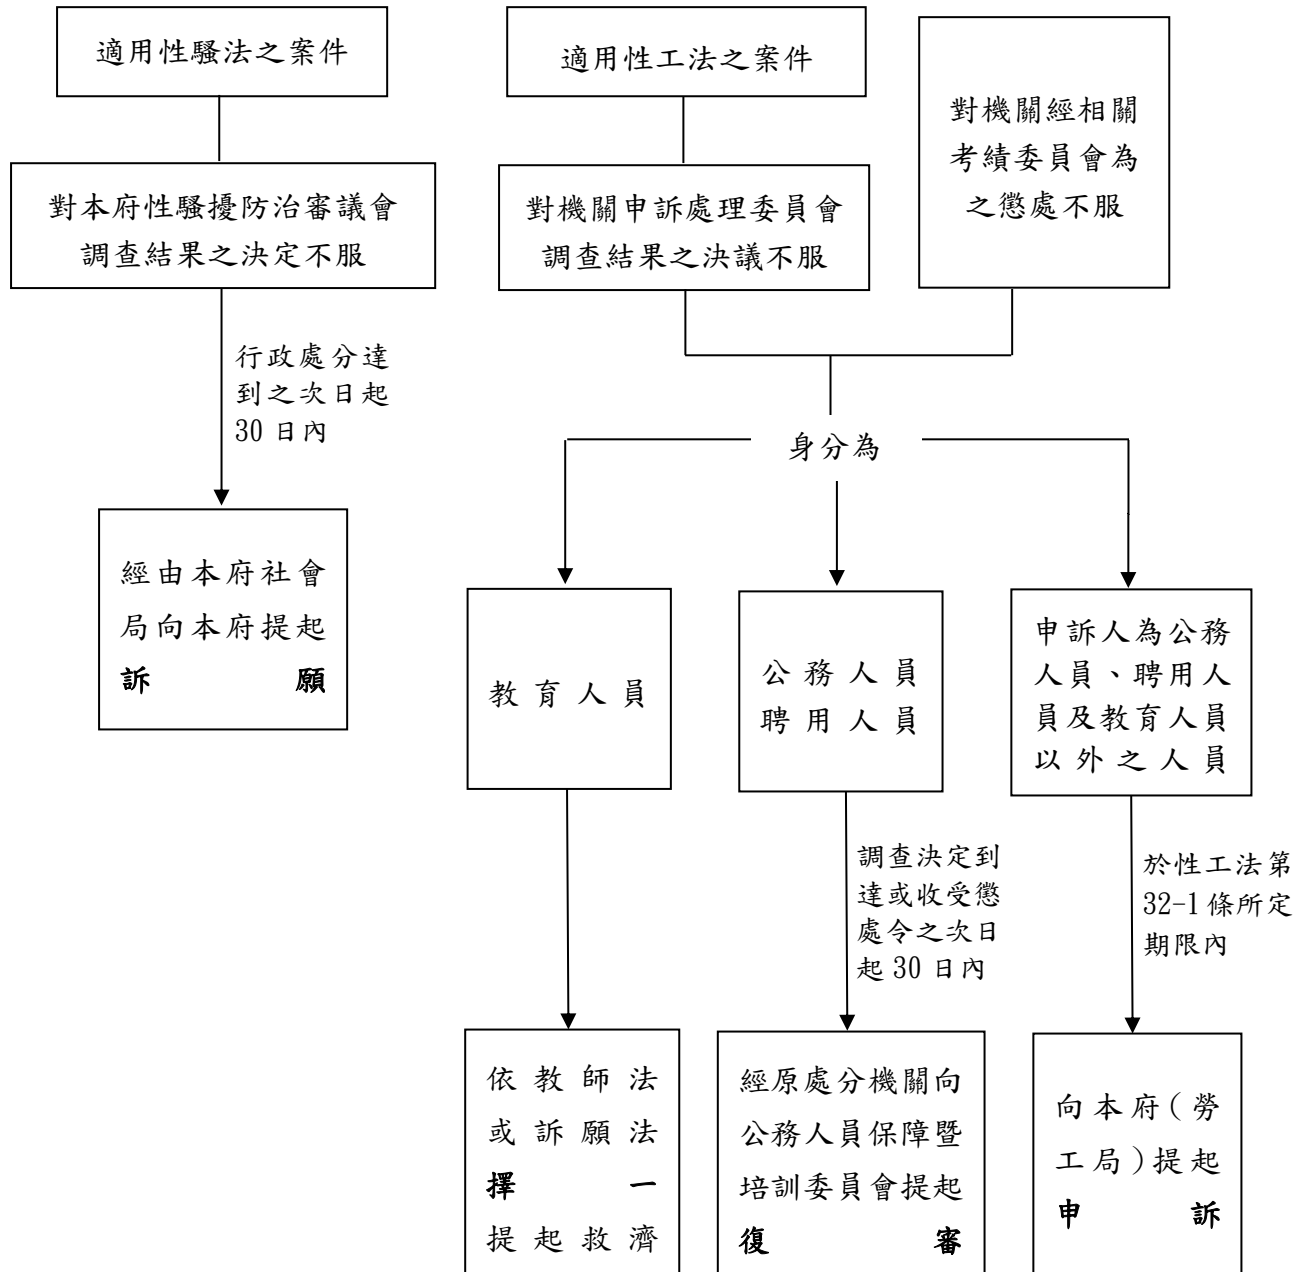 適用性騷法之案件
適用性工法之案件
對機關經相關
考績委員會為
之懲處不服
對本府性騷擾防治審議會
調查結果之決定不服
對機關申訴處理委員會
調查結果之決議不服
行政處分達
到之次日起
30日內
身分為
經由本府社會
局向本府提起
訴願
教育人員
公務人員
聘用人員
申訴人為公務
人員、聘用人
員及教育人員
以外之人員
調查決定到
達或收受懲
處令之次日
起30日內
於性工法第
32-1條所定
期限內
依教師法
或訴願法
擇一
提起救濟
經原處分機關向
公務人員保障暨
培訓委員會提起
復審
向本府(勞
工局)提起
申訴